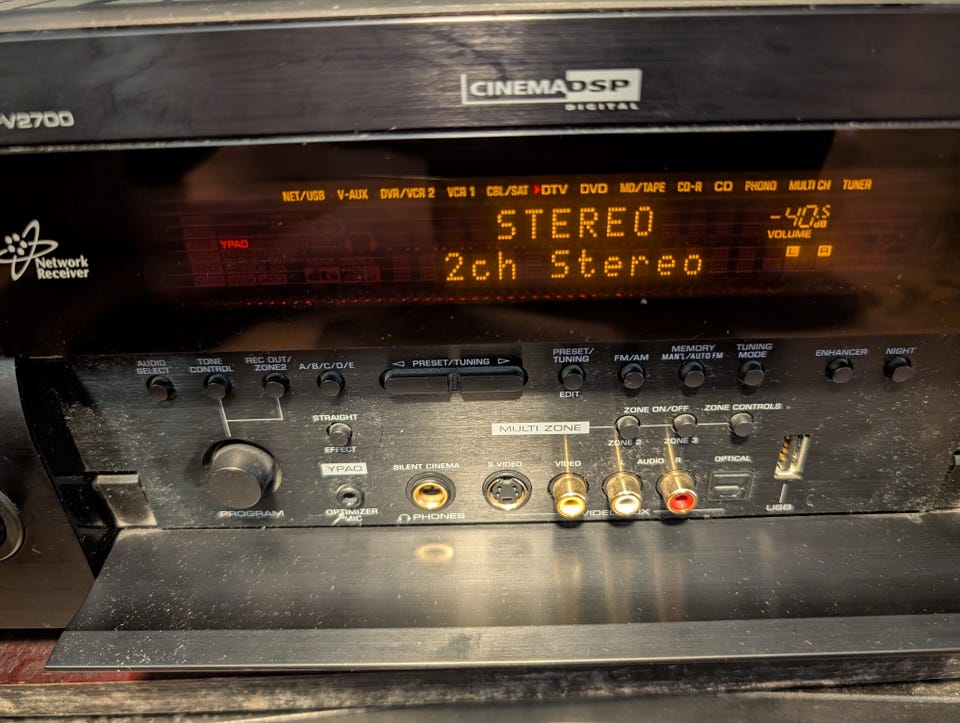 CINEMA DSP
DIGITAL
-V2700
NET/USB V-AUX DVR/VCR 2 VCR 1 CBL/SAT DTV DVD MD/TAPE CD-R CD PHONO MULTI CH TUNER
STEREO
-40.5 dB
VOLUME
YPAO
L R
2ch Stereo
Network
Receiver
AUDIO
SELECT
TONE
CONTROL
REC OUT/
ZONE2
A/B/C/D/E
PRESET/TUNING
PRESET/
TUNING
EDIT
FM/AM
MEMORY
MAN'L/AUTO FM
TUNING
MODE
ENHANCER
NIGHT
STRAIGHT
EFFECT
MULTI ZONE
ZONE ON/OFF
ZONE CONTROLS
ZONE 2
ZONE 3
YPAO
OPTIMIZER
MIC
SILENT CINEMA
PHONES
S VIDEO
VIDEO
AUDIO R
OPTICAL
USB
PROGRAM
VIDEO